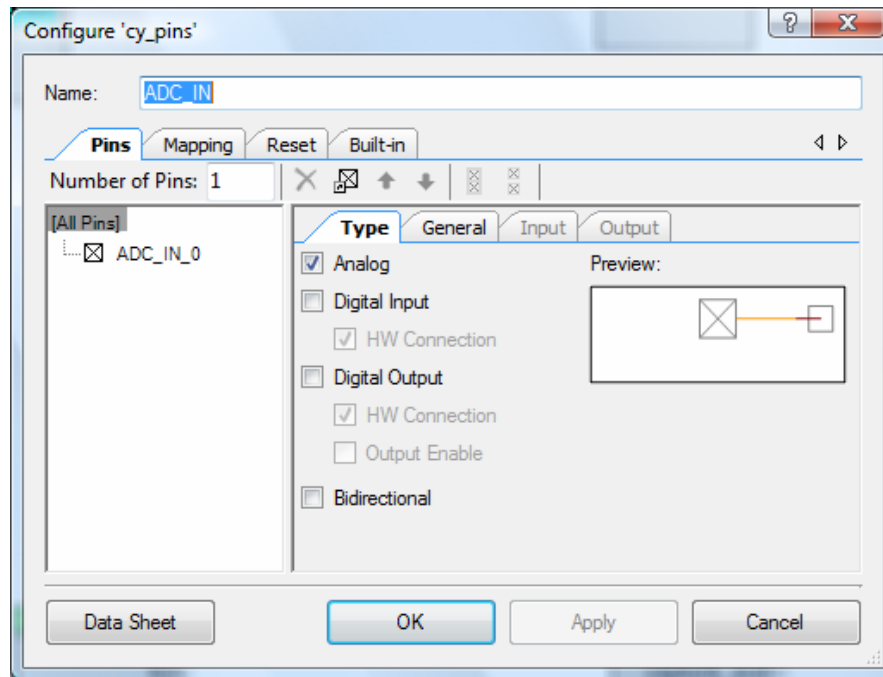 Configure 'cy_pins'
Name: ADC_IN
Pins Mapping Reset Built-in
Number of Pins: 1
[All Pins]
ADC_IN_0
Type General Input Output
Analog
Preview:
Digital Input
HW Connection
Digital Output
HW Connection
Output Enable
Bidirectional
Data Sheet OK Apply Cancel